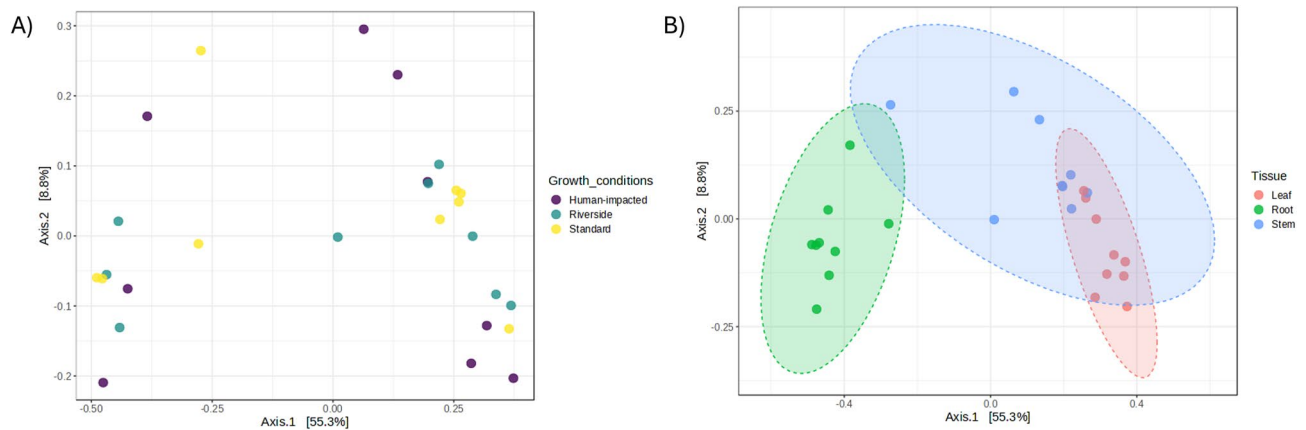 A)
0.3
0.2
0.1
0.0
-0.1
-0.2
Axis.2 [8.8%]
-0.50
-0.25
0.00
0.25
Axis.1 [55.3%]
Growth_conditions
Human-impacted
Riverside
Standard
B)
0.25
0.00
-0.25
Axis.2 [8.8%]
-0.4
0.0
0.4
Axis.1 [55.3%]
Tissue
Leaf
Root
Stem